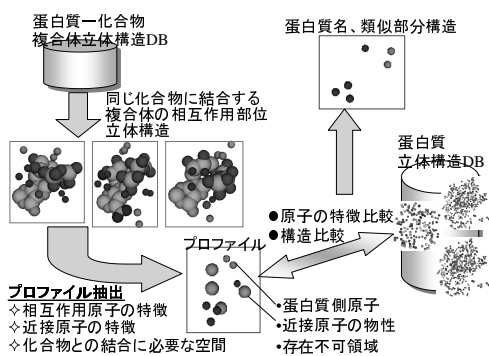 蛋白質ー化合物
複合体立体構造DB
同じ化合物に結合する
複合体の相互作用部位
立体構造
蛋白質名、類似部分構造
蛋白質
立体構造DB
●原子の特徴比較
●構造比較
プロファイル
プロファイル抽出
✧相互作用原子の特徴
✧近接原子の特徴
✧化合物との結合に必要な空間
•蛋白質側原子
•近接原子の物性
•存在不可領域